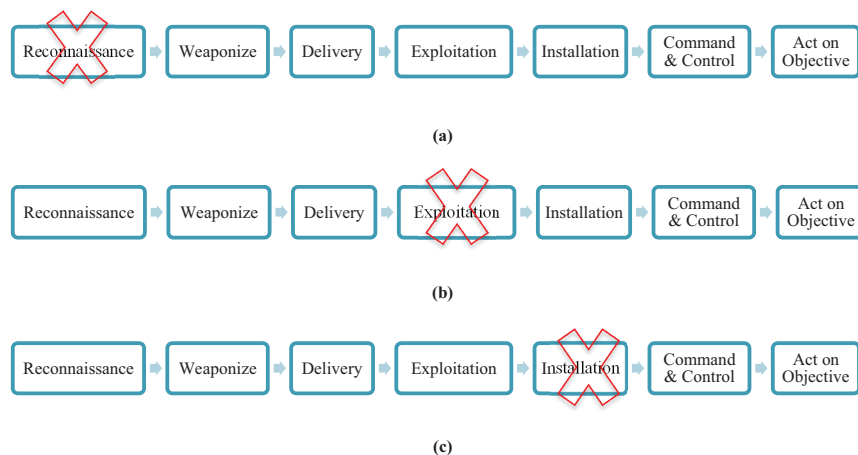 Reconnaissance Weaponize Delivery Exploitation Installation Command & Control Act on Objective
(a)
Reconnaissance Weaponize Delivery Exploitation Installation Command & Control Act on Objective
(b)
Reconnaissance Weaponize Delivery Exploitation Installation Command & Control Act on Objective
(c)